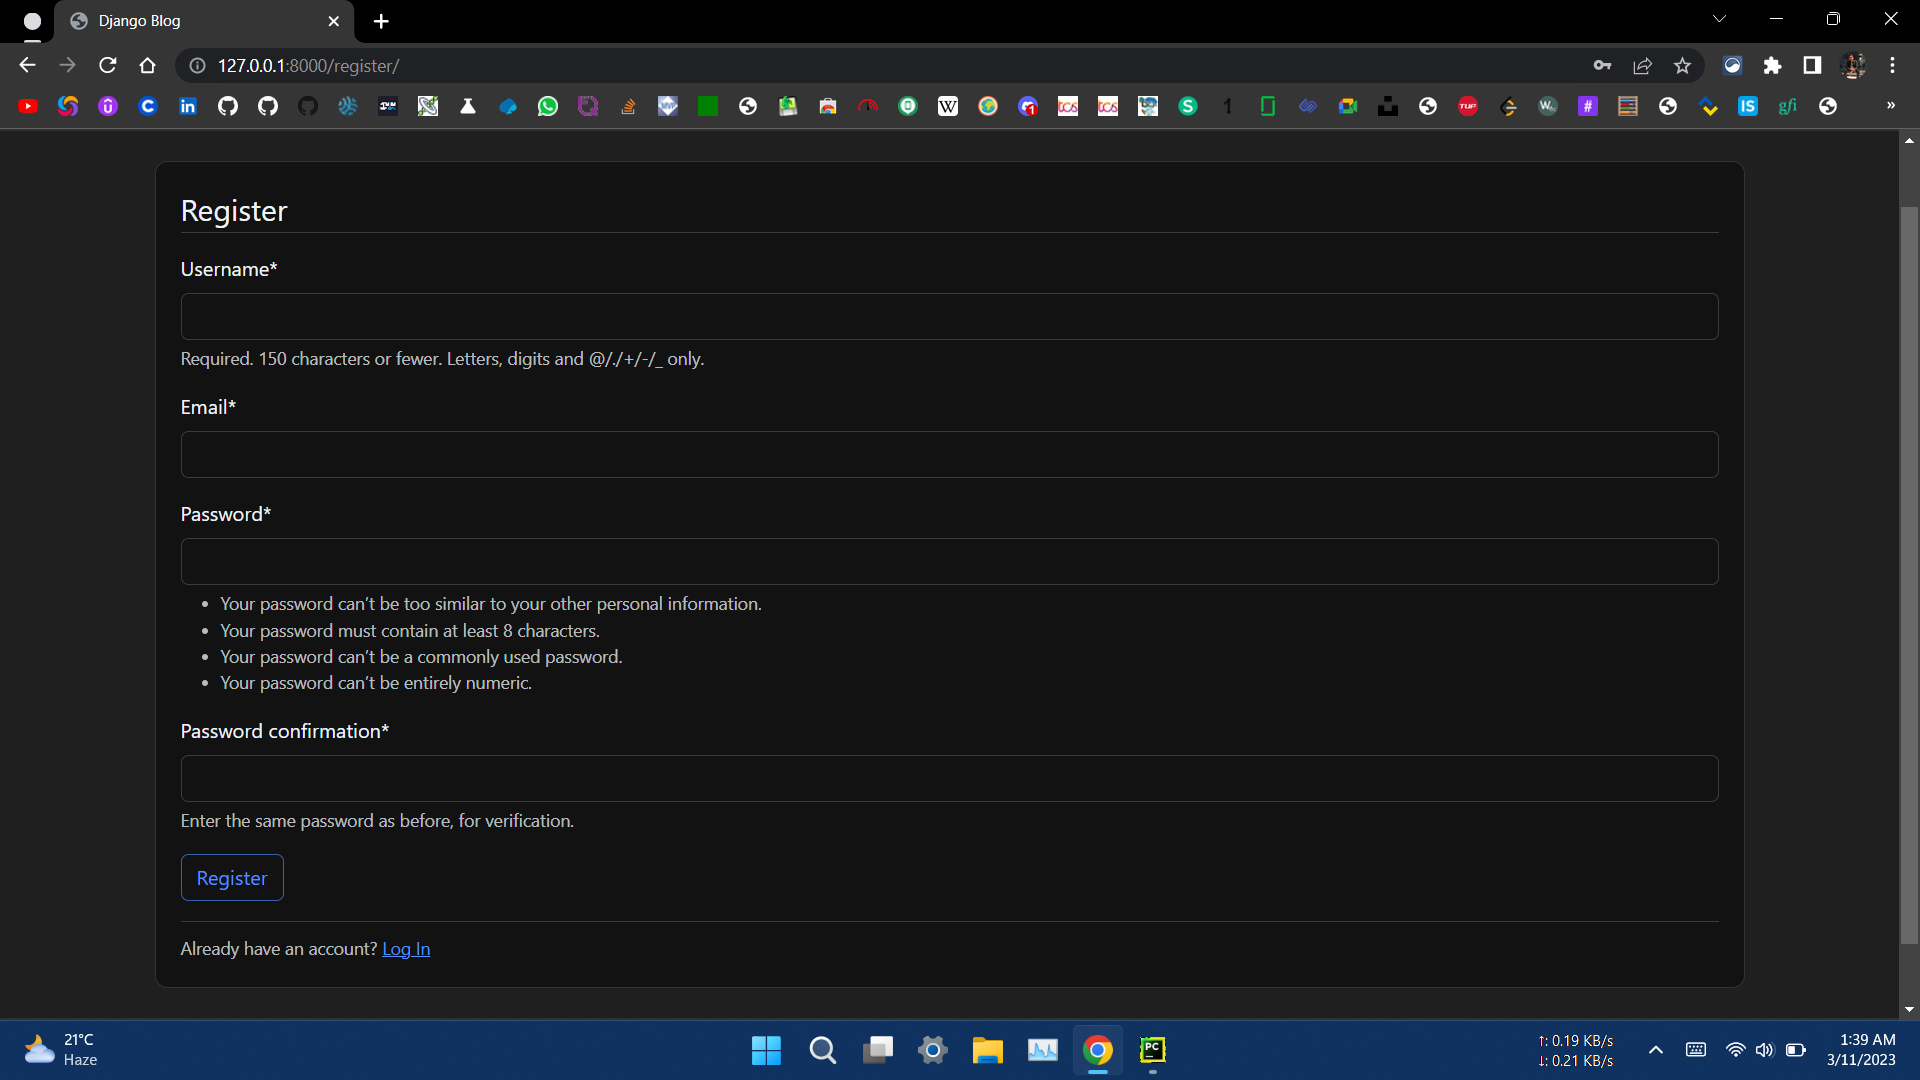 Django Blog
127.0.0.1:8000/register/
Register
Username*
Required. 150 characters or fewer. Letters, digits and @/./+/-/_ only.
Email*
Password*
Your password can't be too similar to your other personal information.
Your password must contain at least 8 characters.
Your password can't be a commonly used password.
Your password can't be entirely numeric.
Password confirmation*
Enter the same password as before, for verification.
Register
Already have an account? Log In
21°C
Haze
↑: 0.19 KB/s
↓: 0.21 KB/s
1:39 AM
3/11/2023